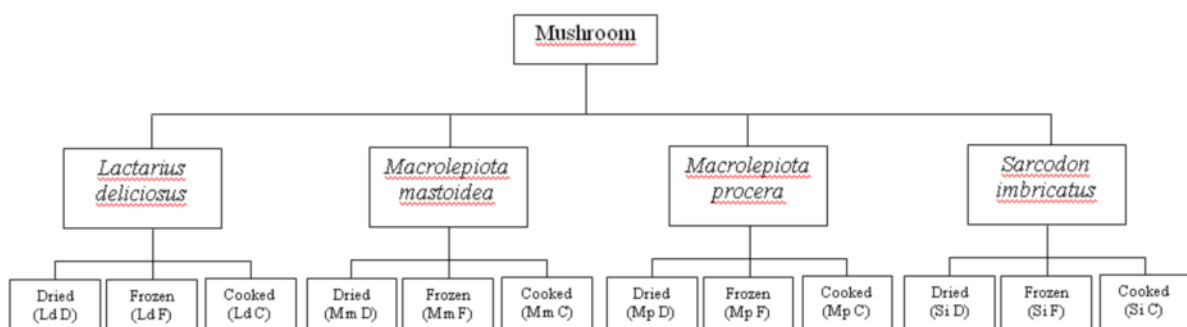 Mushroom
Lactarius
deliciosus
Macrolepiota
mastoidea
Macrolepiota
procera
Sarcodon
imbricatus
Dried
(Ld D)
Frozen
(Ld F)
Cooked
(Ld C)
Dried
(Mm D)
Frozen
(Mm F)
Cooked
(Mm C)
Dried
(Mp D)
Frozen
(Mp F)
Cooked
(Mp C)
Dried
(Si D)
Frozen
(Si F)
Cooked
(Si C)